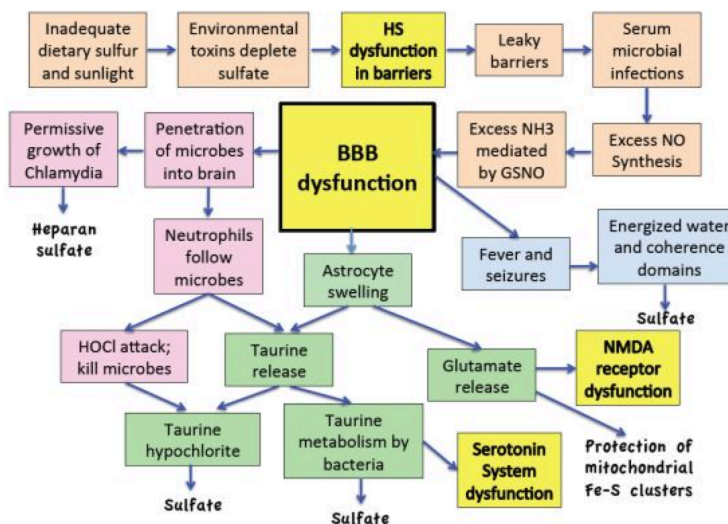 Inadequate
dietary sulfur
and sunlight
Environmental
toxins deplete
sulfate
HS
dysfunction
in barriers
Leaky
barriers
Serum
microbial
infections
Permissive
growth of
Chlamydia
Penetration
of microbes
into brain
BBB
dysfunction
Excess NH3
mediated
by GSNO
Excess NO
Synthesis
Heparan
sulfate
Neutrophils
follow
microbes
Astrocyte
swelling
Fever and
seizures
Energized water
and coherence
domains
Sulfate
HOCl attack;
kill microbes
Taurine
release
Glutamate
release
NMDA
receptor
dysfunction
Taurine
hypochlorite
Taurine
metabolism by
bacteria
Serotonin
System
dysfunction
Protection of
mitochondrial
Fe-S clusters
Sulfate
Sulfate